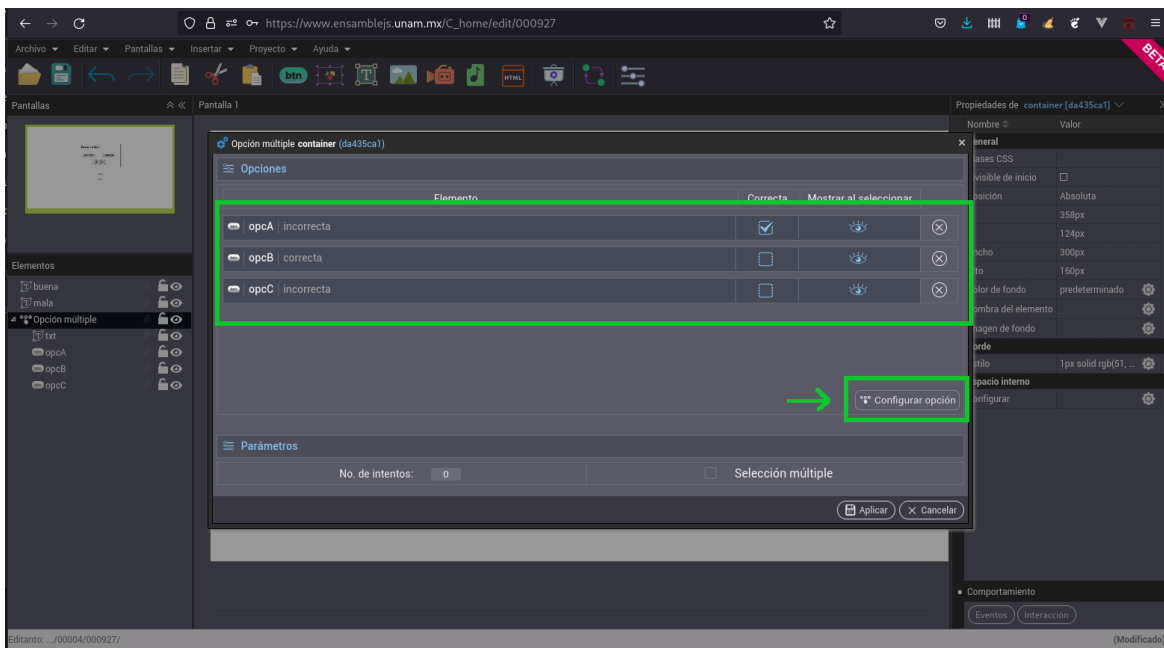 https://www.ensamblejs.unam.mx/C_home/edit/000927
Archivo Editar Pantallas Insertar Proyecto Ayuda
BETA
btn T HTML
Pantallas
Pantalla 1
Propiedades de container [da435ca1]
Nombre Valor
Opción múltiple container (da435ca1)
eneral
Opciones
ases CSS
visible de inicio
Elemento Correcta Mostrar al seleccionar
Absoluta
358px
opcA incorrecta
124px
opcB correcta
ncho 300px
160px
opcC incorrecta
olor de fondo predeterminado
ombra del elemento
magen de fondo
orde
1px solid rgb(51, ...
spacio interno
Configurar opción
onfigurar
Elementos
buena
mala
Opción múltiple
txt
opcA
opcB
opcC
Parámetros
No. de intentos: 0 Selección múltiple
Aplicar Cancelar
Comportamiento
Eventos Interacción
Editanto: .../00004/000927/ (Modificado)